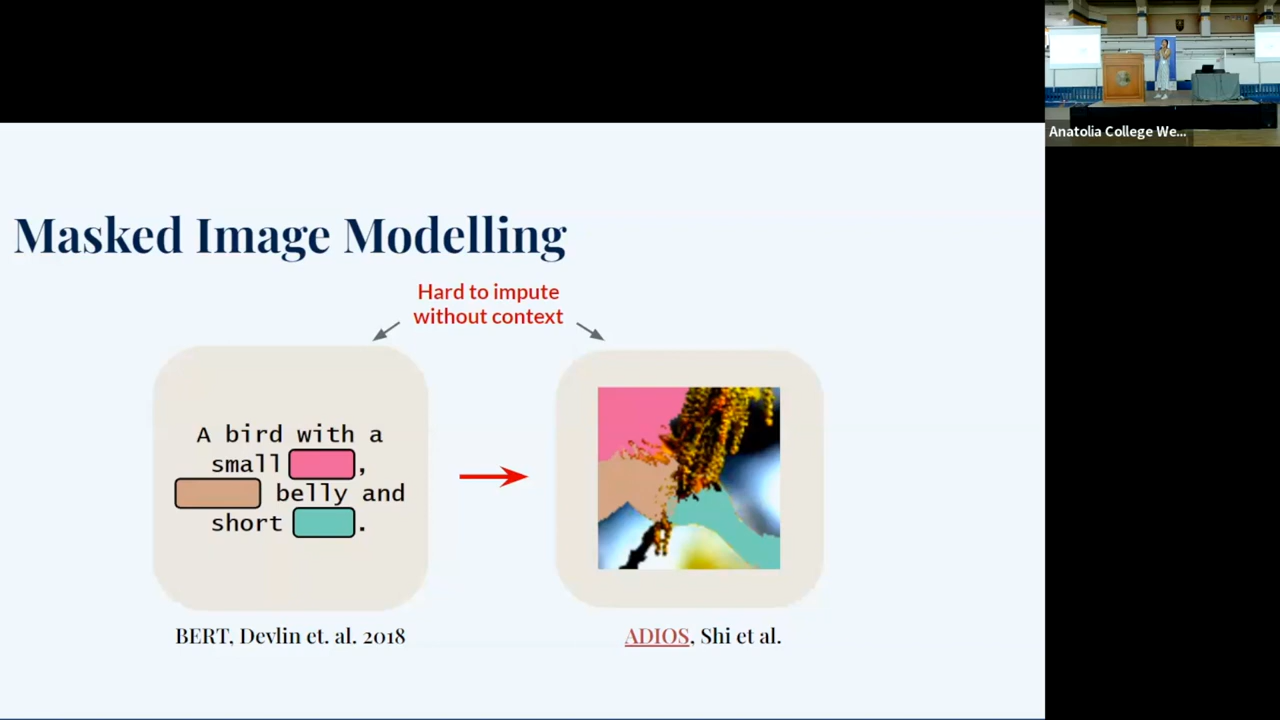 Masked Image Modelling
Hard to impute
without context
A bird with a
small ,
belly and
short .
BERT, Devlin et. al. 2018
ADIOS, Shi et al.
Anatolia College We...